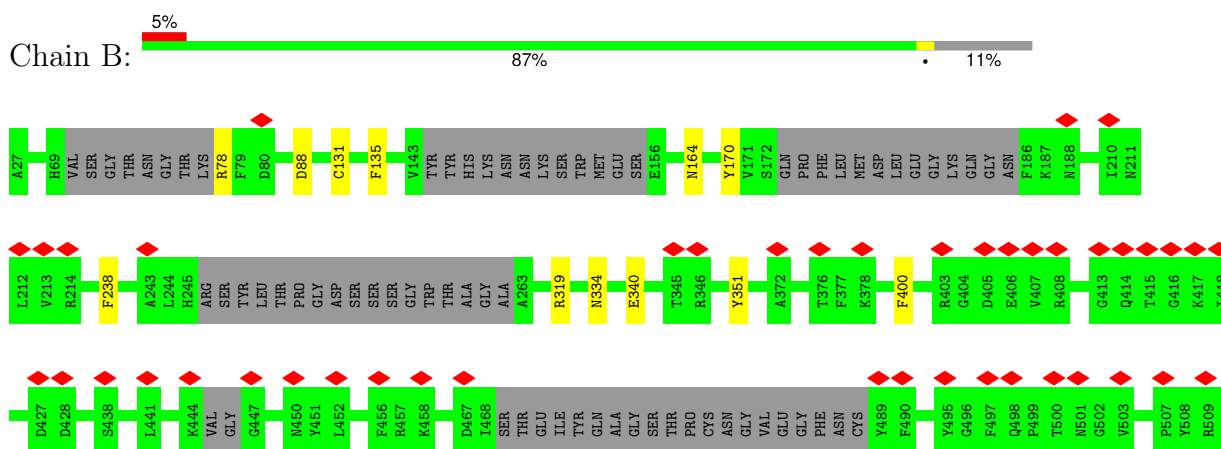 5%
Chain B:
87% • 11%
A27 H69 VAL SER GLY THR ASN GLY THR LYS R78 F79 D80 D88 C131 F135 V143 TYR TYR HIS LYS ASN ASN LYS SER TRP MET GLU SER E156 N164 Y170 V171 S172 GLN PRO PHE LEU MET ASP LEU GLU GLY LYS GLN GLY ASN F186 K187 N188 I210 N211
L212 V213 R214 F238 A243 L244 H245 ARG SER TYR LEU THR PRO GLY ASP SER SER SER GLY TRP THR ALA GLY ALA A263 R319 N334 E340 T345 R346 Y351 A372 T376 F377 K378 F400 R403 G404 D405 E406 V407 R408 G413 Q414 T415 G416 K417
D427 D428 S438 L441 K444 VAL GLY G447 N450 Y451 L452 F456 R457 K458 D467 I468 SER THR GLU ILE TYR GLN ALA GLY SER THR PRO CYS ASN GLY VAL GLU GLY PHE ASN CYS Y489 F490 Y495 G496 F497 Q498 P499 T500 N501 G502 V503 P507 Y508 R509